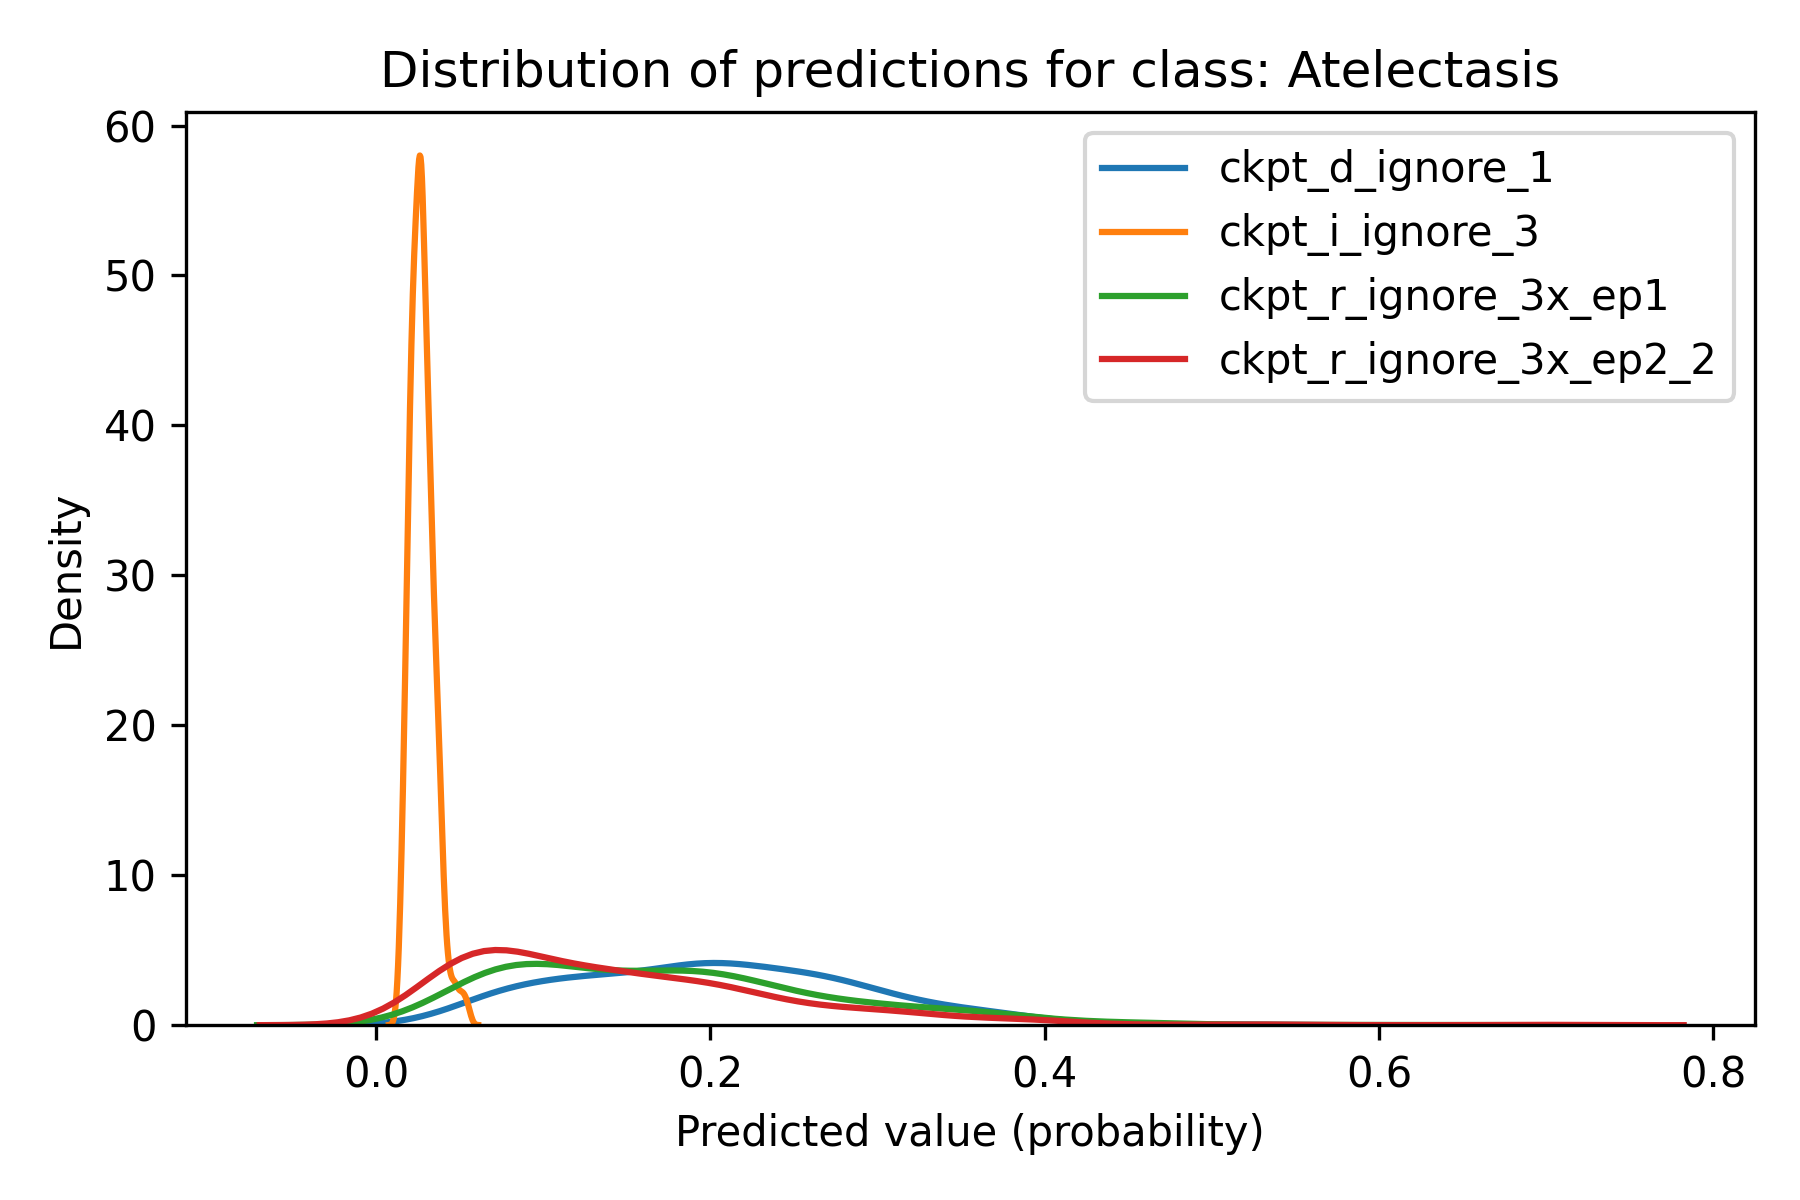 Distribution of predictions for class: Atelectasis
60
50
40
30
20
10
0
Density
ckpt_d_ignore_1
ckpt_i_ignore_3
ckpt_r_ignore_3x_ep1
ckpt_r_ignore_3x_ep2_2
0.0 0.2 0.4 0.6 0.8
Predicted value (probability)